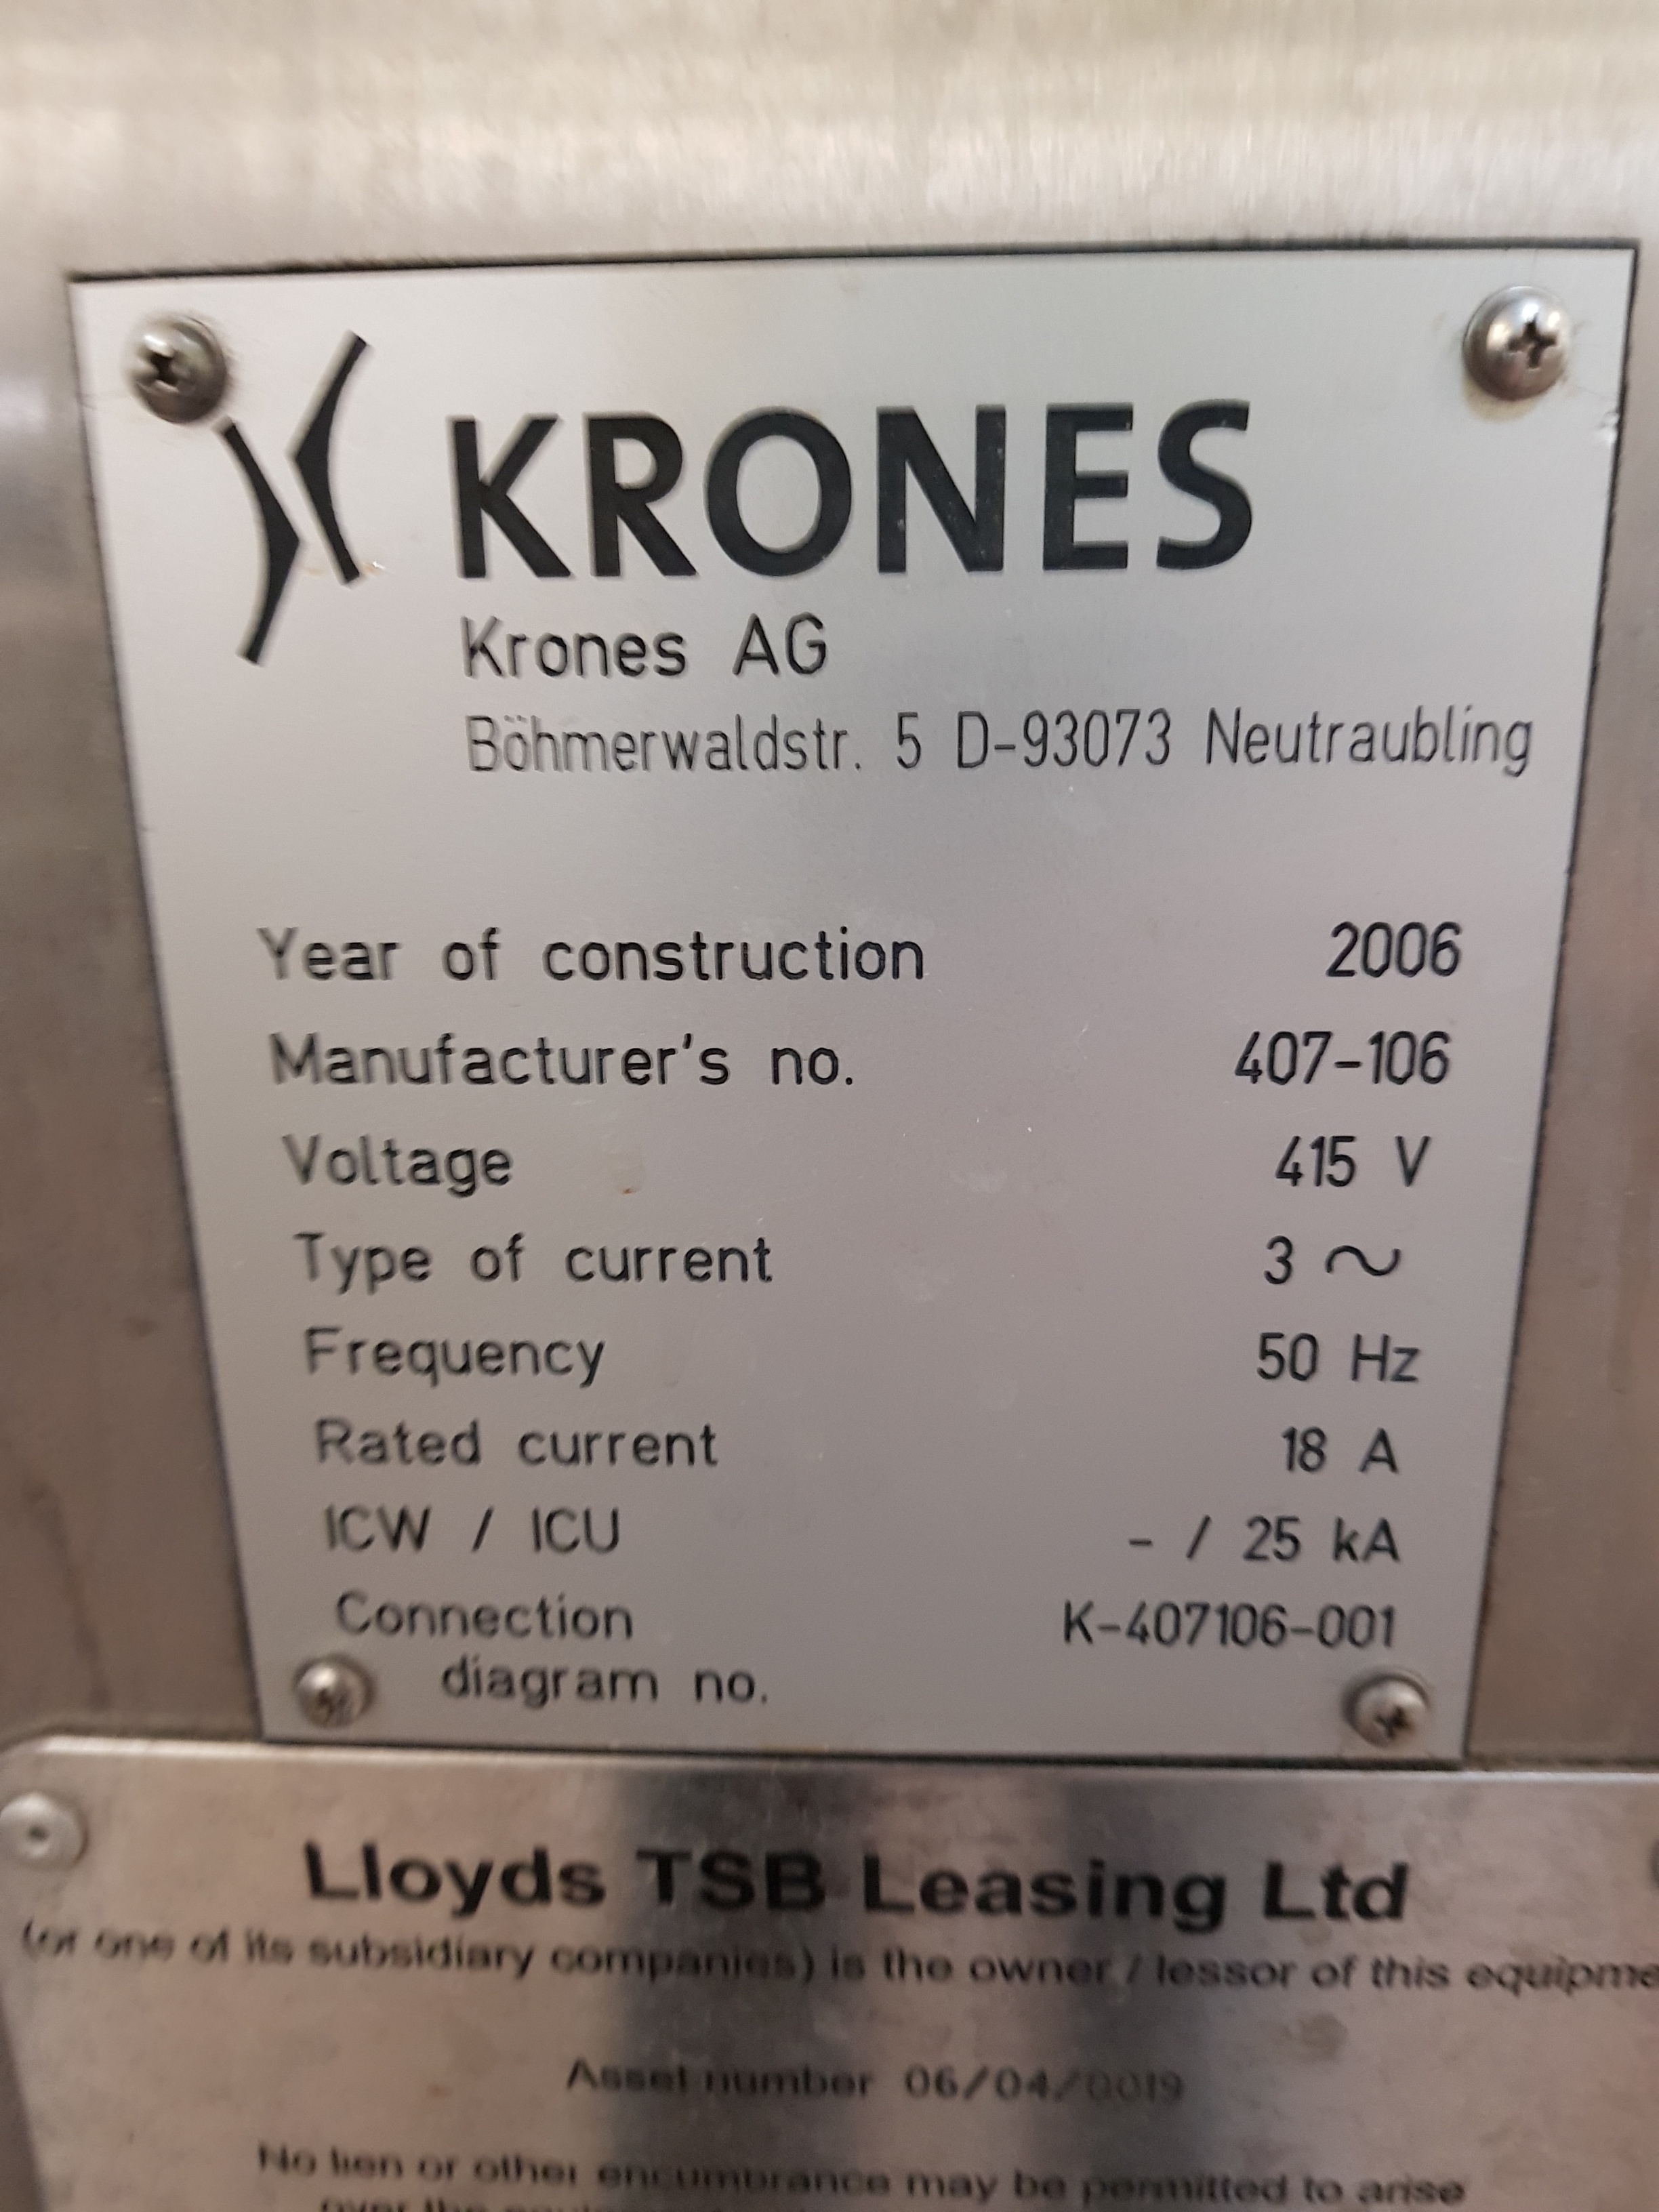 KRONES
Krones AG
Böhmerwaldstr. 5 D-93073 Neutraubling
Year of construction 2006
Manufacturer's no. 407-106
Voltage 415 V
Type of current 3 ~
Frequency 50 Hz
Rated current 18 A
ICW / ICU - / 25 kA
Connection K-407106-001
diagram no.
Lloyds TSB Leasing Ltd
(or one of its subsidiary companies) is the owner / lessor of this equipme
Asset number 06/04/0019
No lien or other encumbrance may be permitted to arise
over the